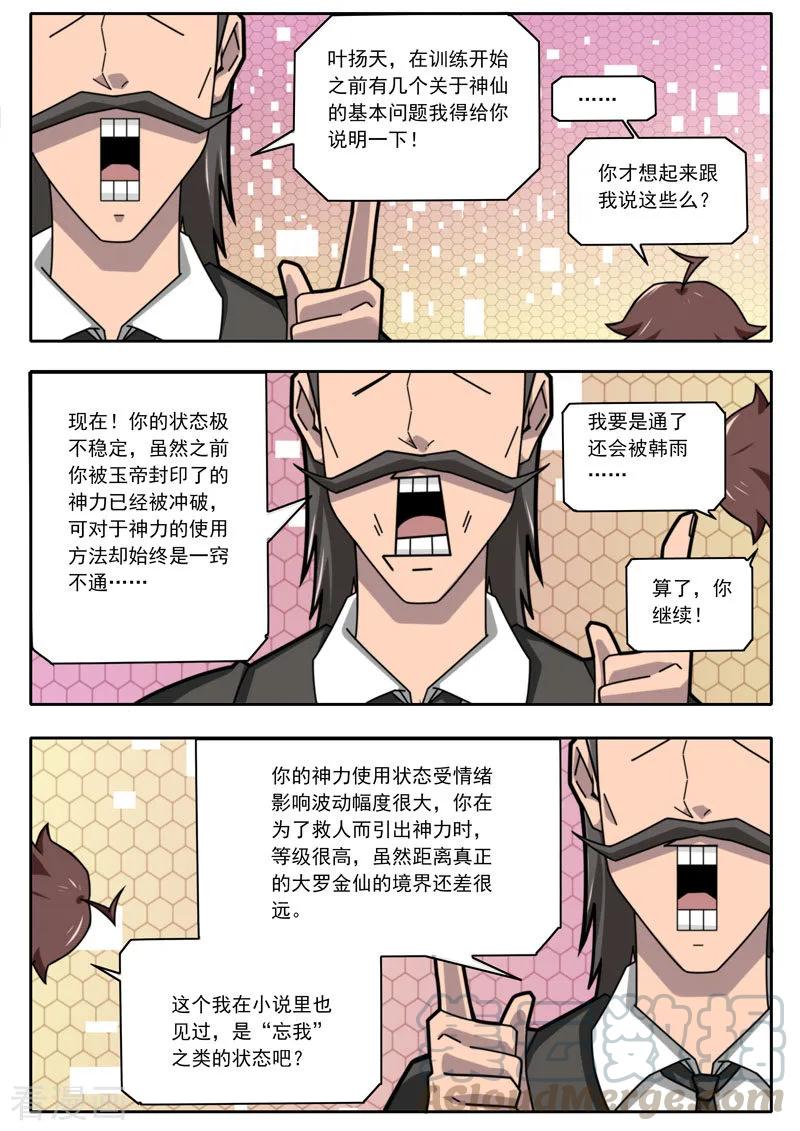 叶扬天，在训练开始
之前有几个关于神仙
的基本问题我得给你
说明一下！
……
你才想起来跟
我说这些么？
现在！你的状态极
不稳定，虽然之前
你被玉帝封印了的
神力已经被冲破，
可对于神力的使用
方法却始终是一窍
不通……
我要是通了
还会被韩雨
……
算了，你
继续！
你的神力使用状态受情绪
影响波动幅度很大，你在
为了救人而引出神力时，
等级很高，虽然距离真正
的大罗金仙的境界还差很
远。
这个我在小说里也
见过，是“忘我”
之类的状态吧？
集云数据
ACloudMerge.com
看漫画